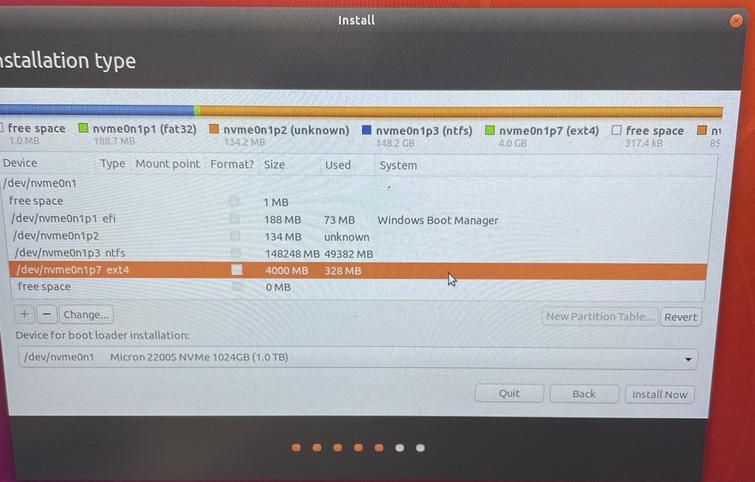 Install
nstallation type
free space nvme0n1p1 (fat32) nvme0n1p2 (unknown) nvme0n1p3 (ntfs) nvme0n1p7 (ext4) free space
1.0 MB 188.7 MB 134.2 MB 148.2 GB 4.0 GB 317.4 kB
Device Type Mount point Format? Size Used System
/dev/nvme0n1
free space 1 MB
/dev/nvme0n1p1 efi 188 MB 73 MB Windows Boot Manager
/dev/nvme0n1p2 134 MB unknown
/dev/nvme0n1p3 ntfs 148248 MB 49382 MB
/dev/nvme0n1p7 ext4 4000 MB 328 MB
free space 0 MB
+ − Change... New Partition Table... Revert
Device for boot loader installation:
/dev/nvme0n1 Micron 2200S NVMe 1024GB (1.0 TB)
Quit Back Install Now